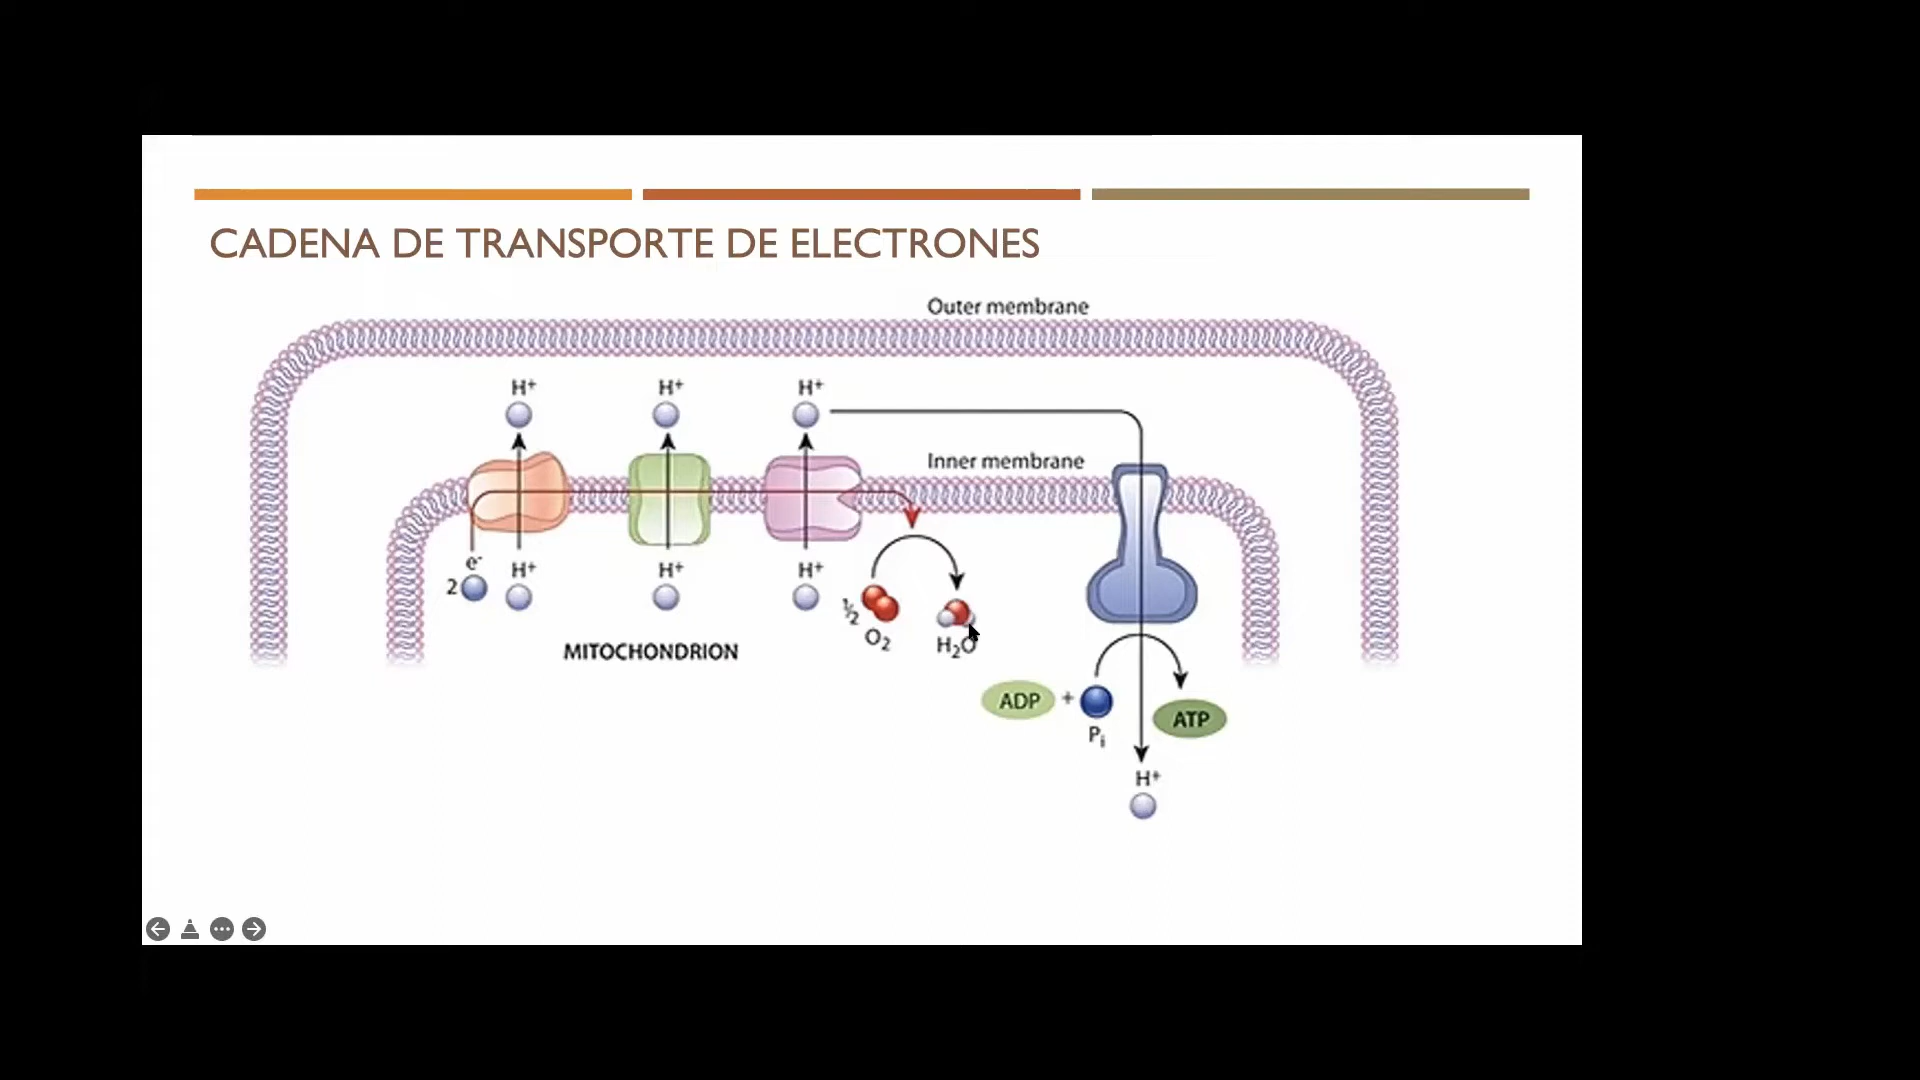 CADENA DE TRANSPORTE DE ELECTRONES
Outer membrane
H⁺ H⁺ H⁺
Inner membrane
e⁻ H⁺ H⁺ H⁺
2
½ O₂ H₂O
MITOCHONDRION
ADP + Pᵢ ATP
H⁺